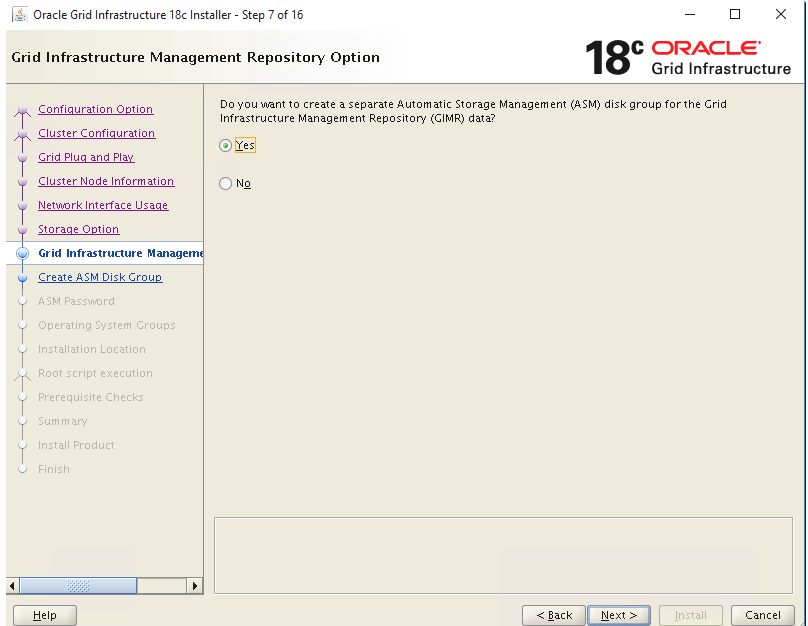 Oracle Grid Infrastructure 18c Installer - Step 7 of 16
Grid Infrastructure Management Repository Option
18c ORACLE
Grid Infrastructure
Configuration Option
Cluster Configuration
Grid Plug and Play
Cluster Node Information
Network Interface Usage
Storage Option
Grid Infrastructure Manageme
Create ASM Disk Group
ASM Password
Operating System Groups
Installation Location
Root script execution
Prerequisite Checks
Summary
Install Product
Finish
Do you want to create a separate Automatic Storage Management (ASM) disk group for the Grid
Infrastructure Management Repository (GIMR) data?
Yes
No
Help
< Back
Next >
Install
Cancel